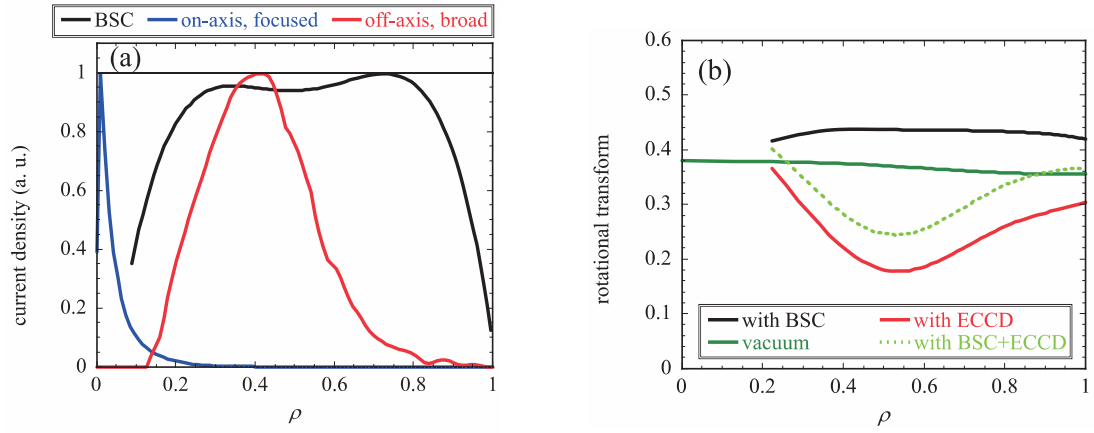 BSC on-axis, focused off-axis, broad
(a)
current density (a. u.)
1
0.8
0.6
0.4
0.2
0
0 0.2 0.4 0.6 0.8 1
ρ
(b)
rotational transform
0.6
0.5
0.4
0.3
0.2
0.1
0
with BSC with ECCD
vacuum with BSC+ECCD
0 0.2 0.4 0.6 0.8 1
ρ